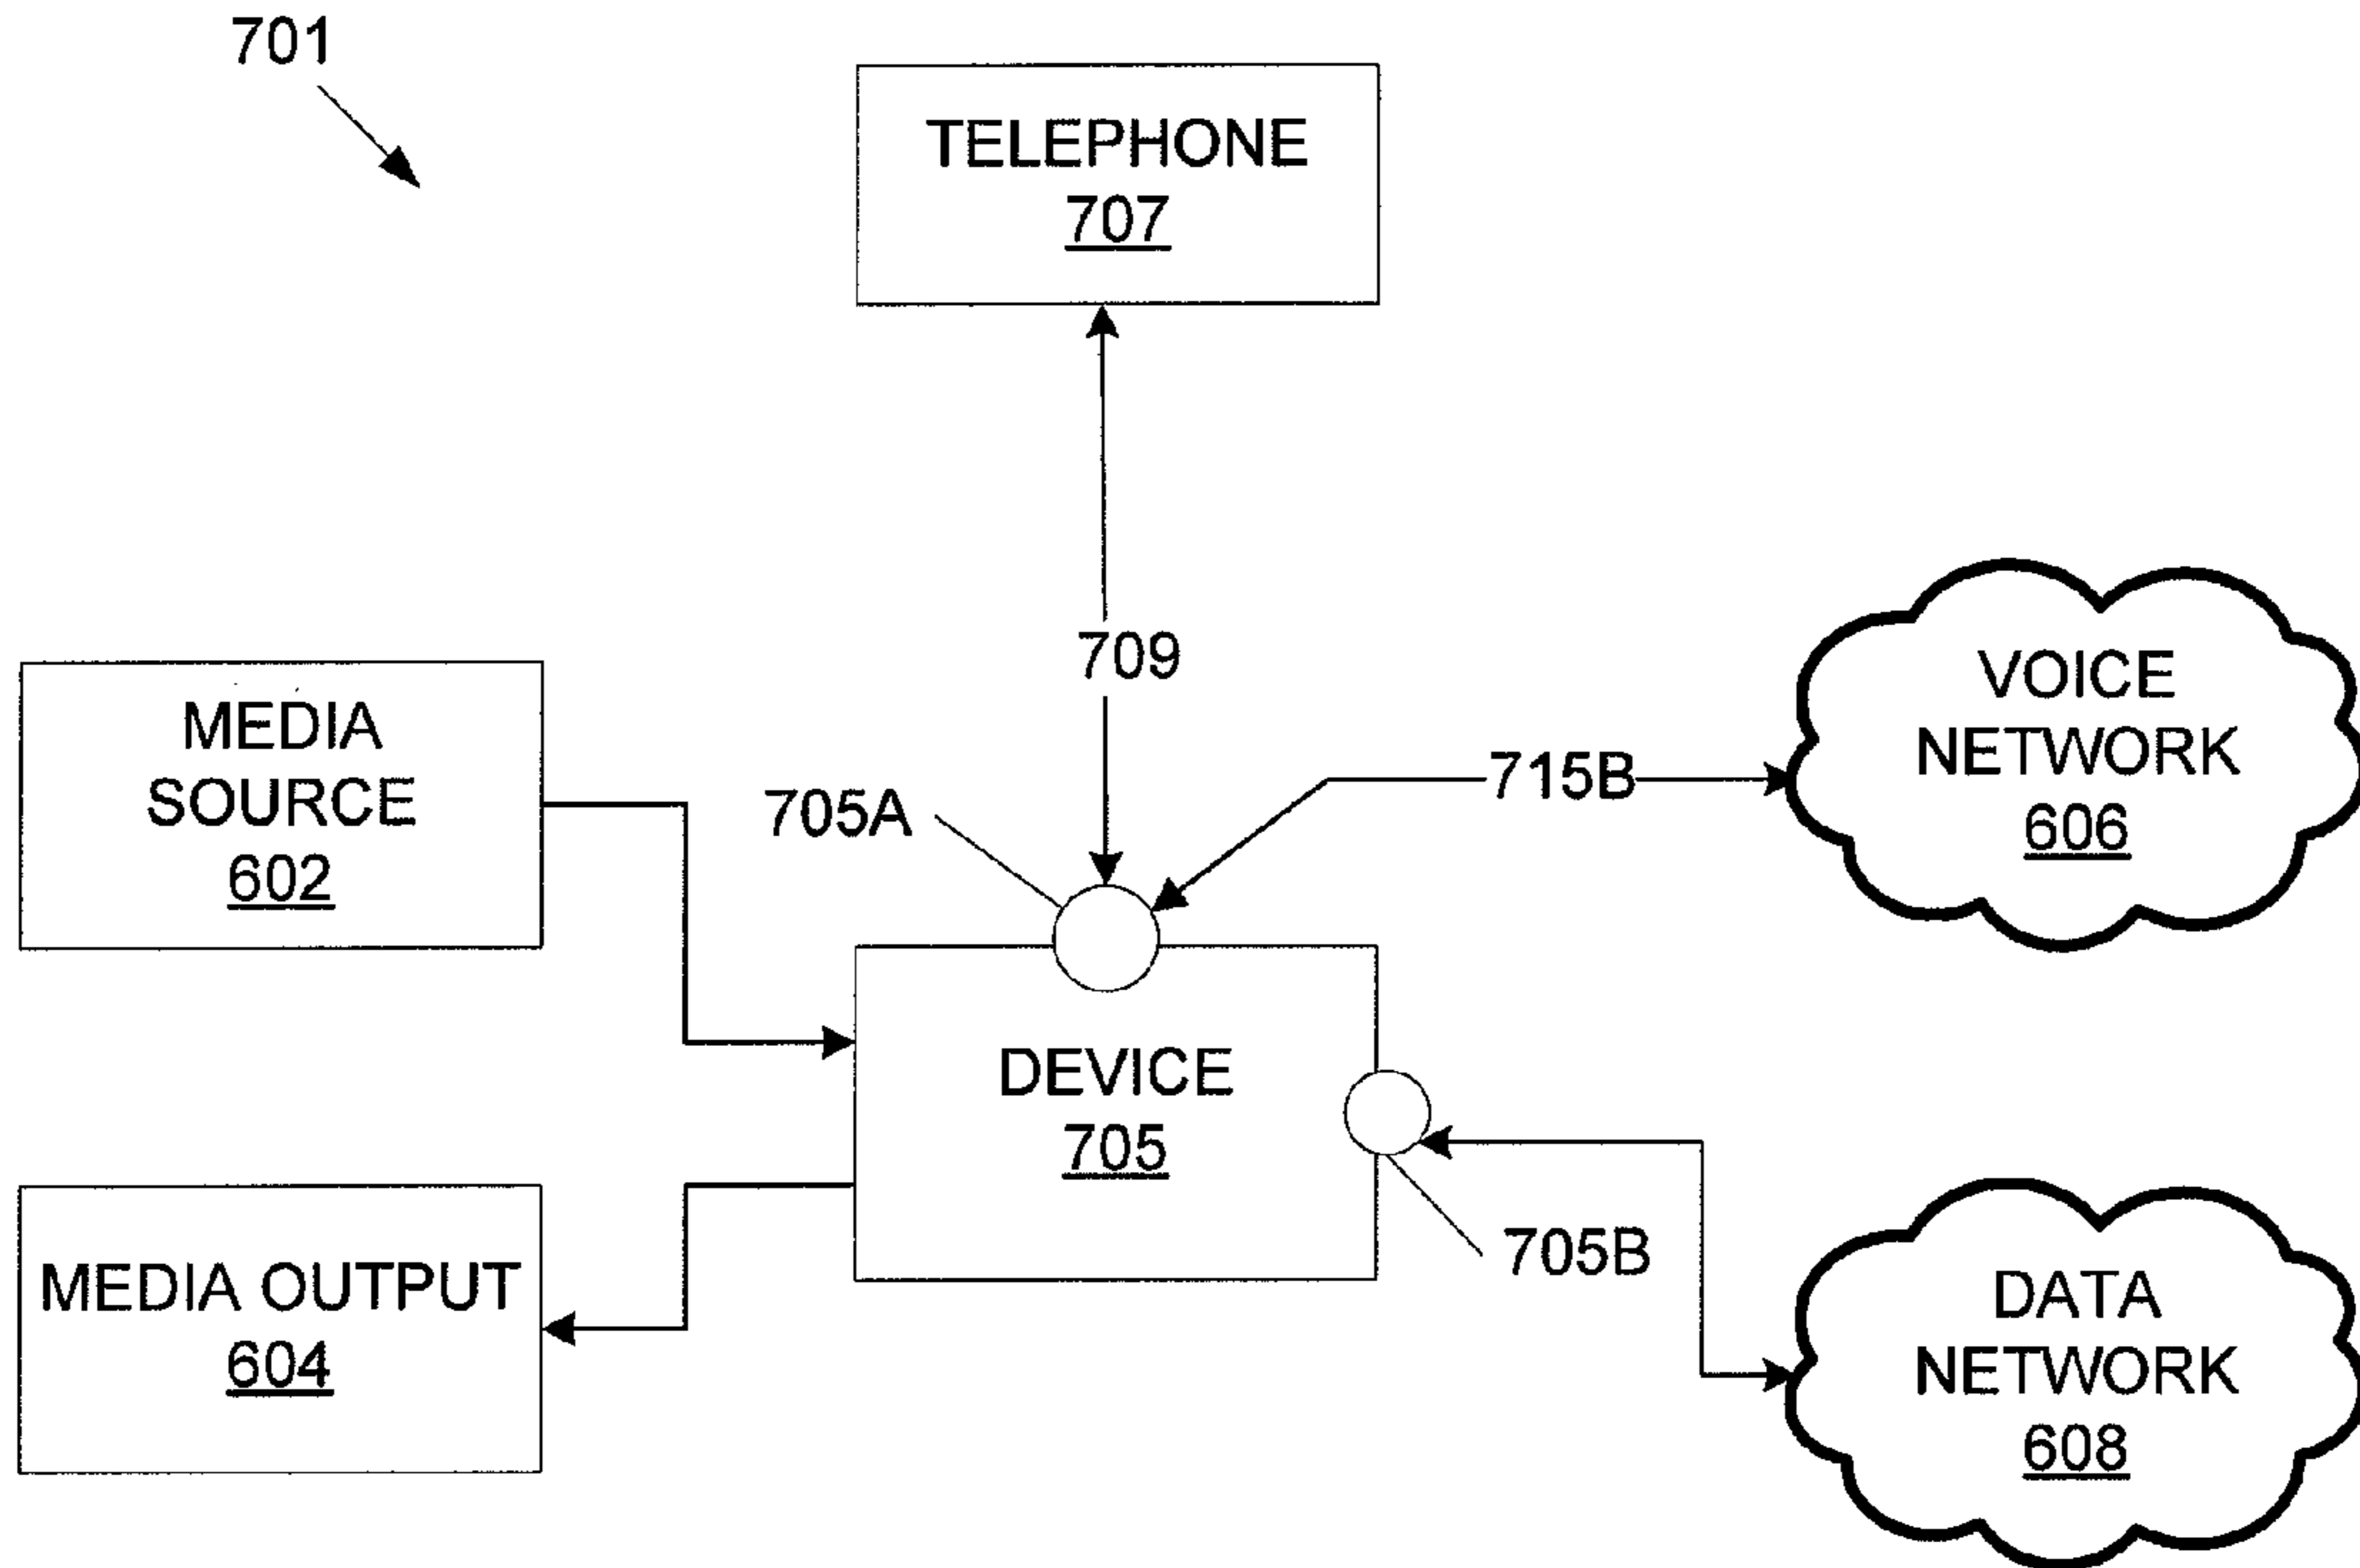 701
TELEPHONE
707
709
MEDIA
SOURCE
602
705A
715B
VOICE
NETWORK
606
DEVICE
705
705B
MEDIA OUTPUT
604
DATA
NETWORK
608